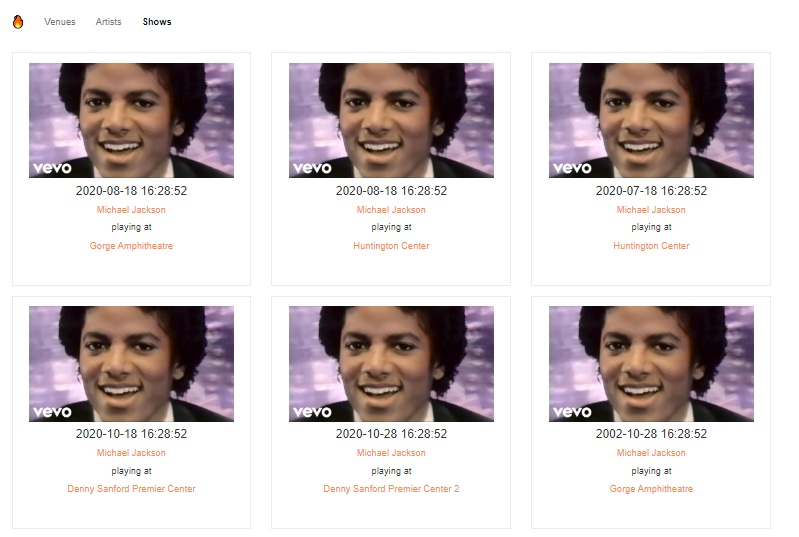 Venues Artists Shows
vevo vevo vevo
2020-08-18 16:28:52 2020-08-18 16:28:52 2020-07-18 16:28:52
Michael Jackson Michael Jackson Michael Jackson
playing at playing at playing at
Gorge Amphitheatre Huntington Center Huntington Center
vevo vevo vevo
2020-10-18 16:28:52 2020-10-28 16:28:52 2002-10-28 16:28:52
Michael Jackson Michael Jackson Michael Jackson
playing at playing at playing at
Denny Sanford Premier Center Denny Sanford Premier Center 2 Gorge Amphitheatre